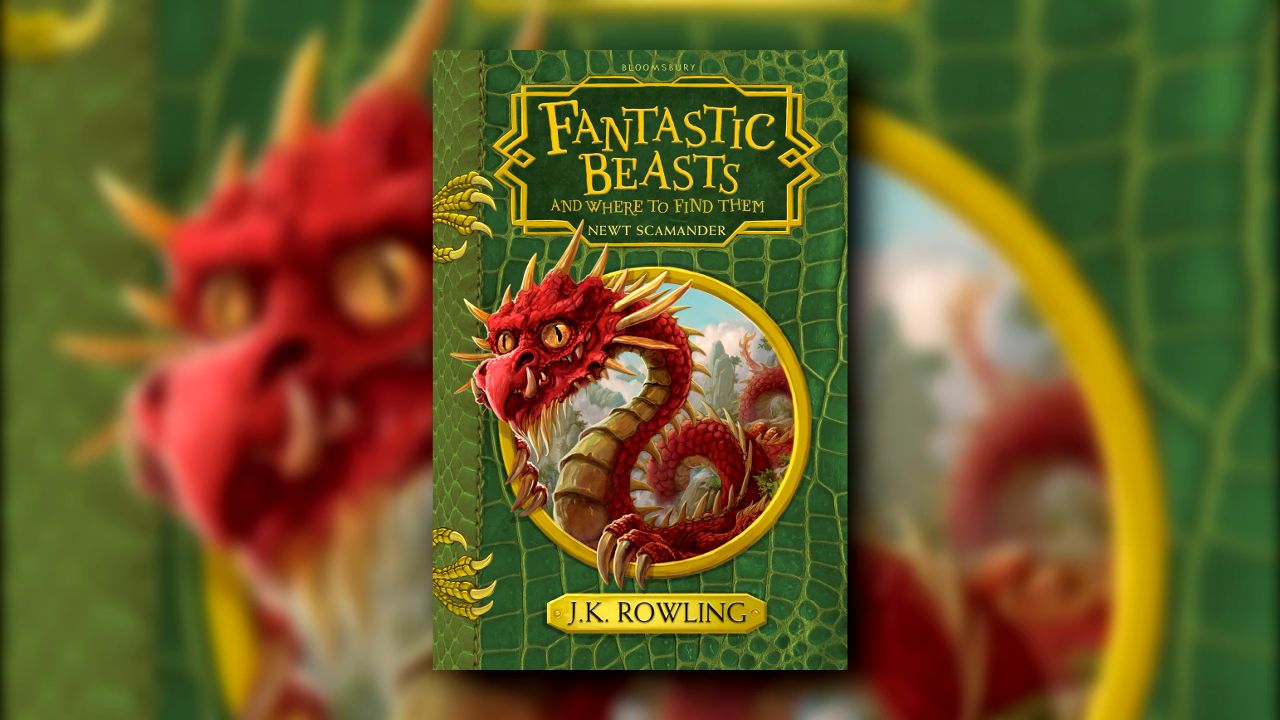 BLOOMSBURY
FANTASTIC
BEASTS
AND WHERE TO FIND THEM
NEWT SCAMANDER
J.K. ROWLING